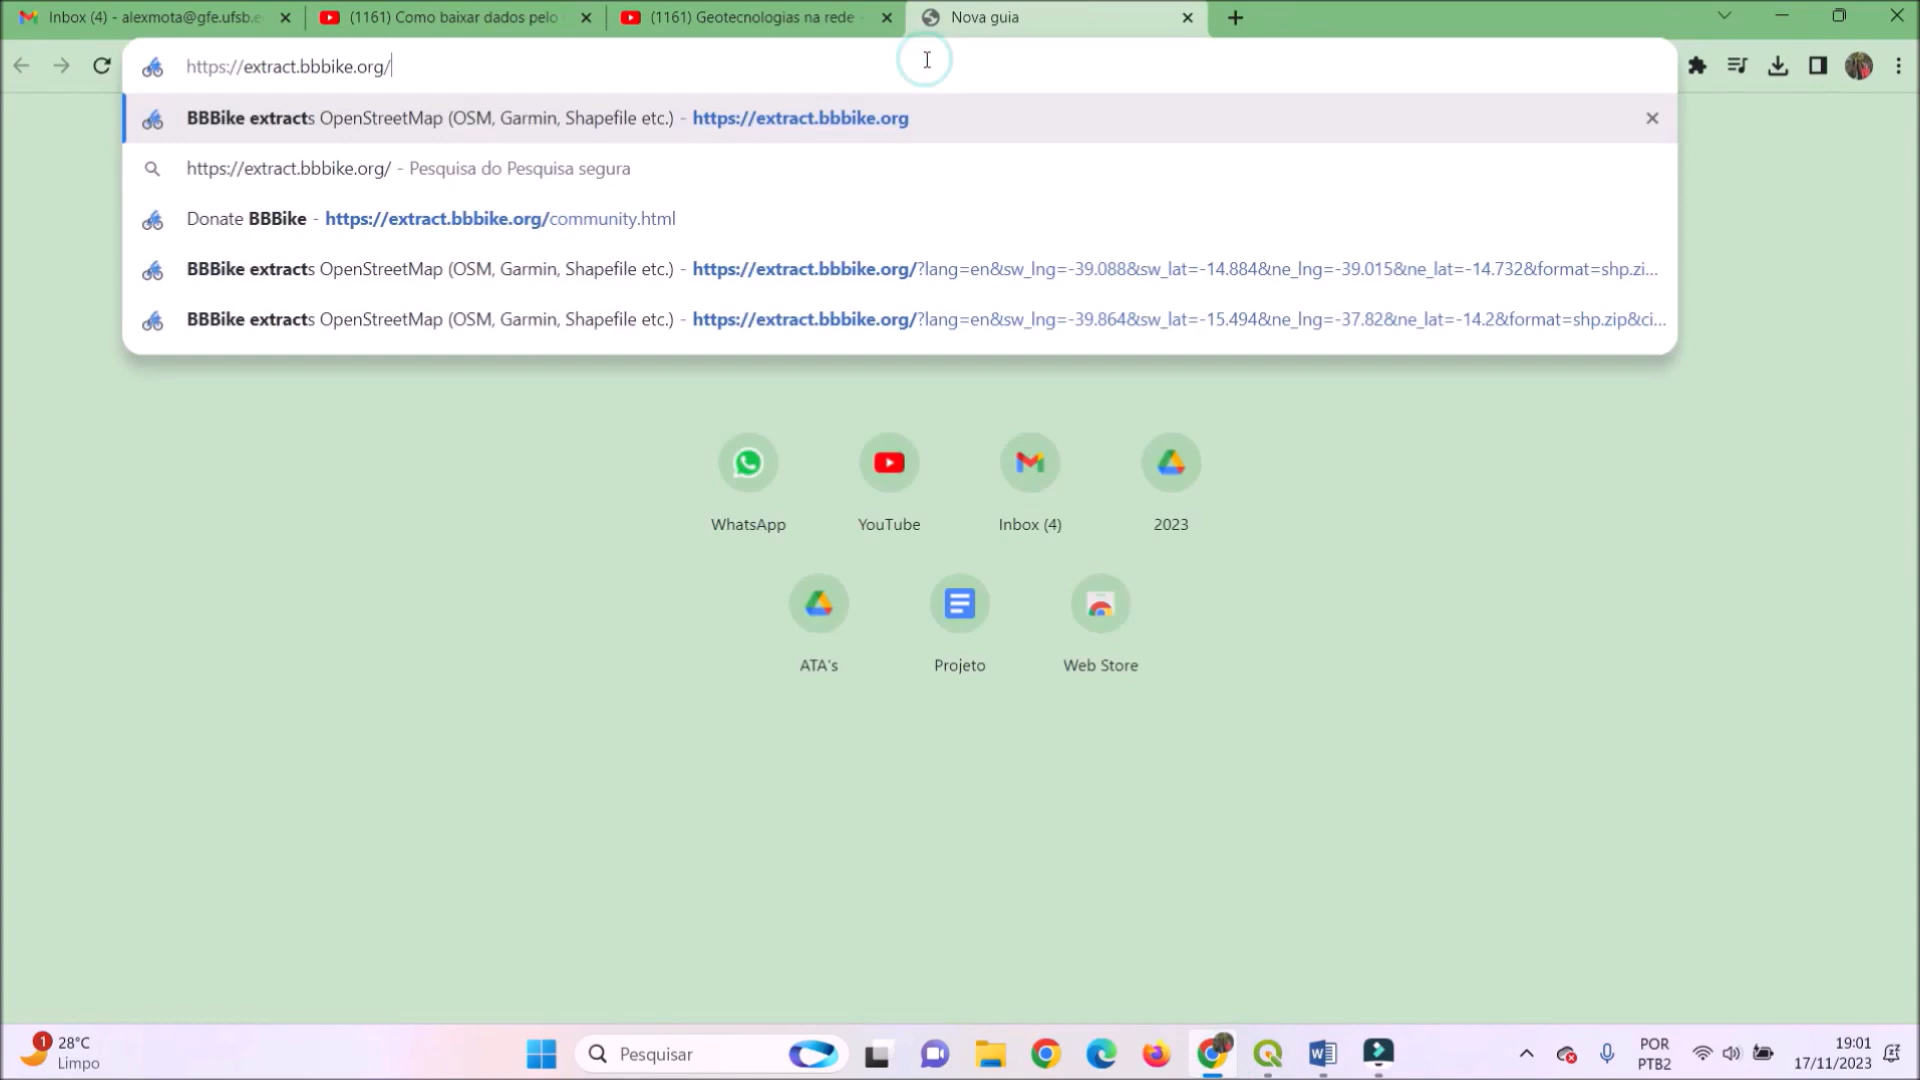 Inbox (4) - alexmota@gfe.ufsb.e
(1161) Como baixar dados pelo
(1161) Geotecnologias na rede
Nova guia
https://extract.bbbike.org/
BBBike extracts OpenStreetMap (OSM, Garmin, Shapefile etc.) - https://extract.bbbike.org
https://extract.bbbike.org/ - Pesquisa do Pesquisa segura
Donate BBBike - https://extract.bbbike.org/community.html
BBBike extracts OpenStreetMap (OSM, Garmin, Shapefile etc.) - https://extract.bbbike.org/?lang=en&sw_lng=-39.088&sw_lat=-14.884&ne_lng=-39.015&ne_lat=-14.732&format=shp.zi...
BBBike extracts OpenStreetMap (OSM, Garmin, Shapefile etc.) - https://extract.bbbike.org/?lang=en&sw_lng=-39.864&sw_lat=-15.494&ne_lng=-37.82&ne_lat=-14.2&format=shp.zip&ci...
WhatsApp
YouTube
Inbox (4)
2023
ATA's
Projeto
Web Store
1
28°C
Limpo
Pesquisar
POR
PTB2
19:01
17/11/2023